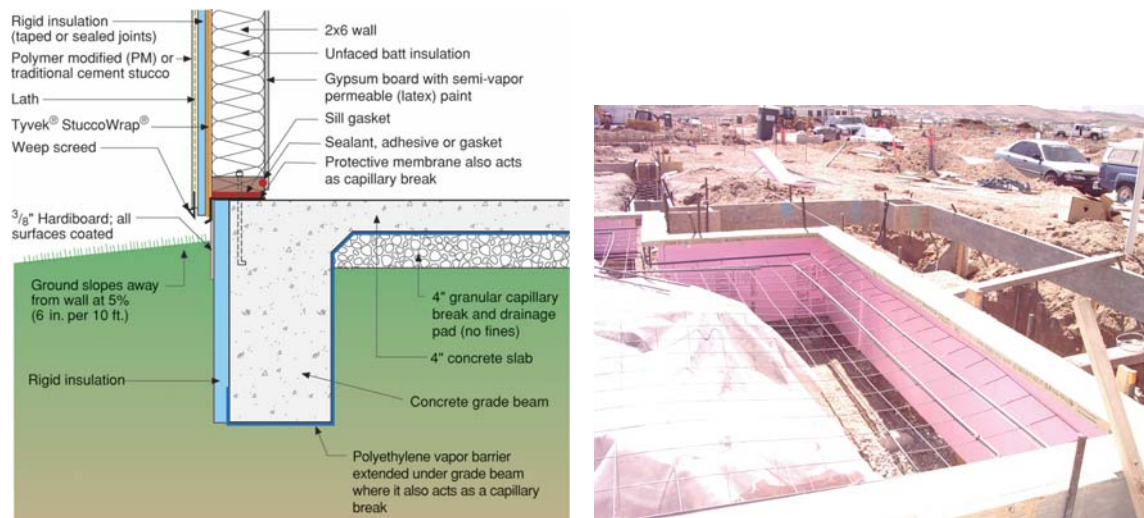 Rigid insulation
(taped or sealed joints)
Polymer modified (PM) or
traditional cement stucco
Lath
Tyvek® StuccoWrap®
Weep screed
3/8" Hardiboard; all
surfaces coated
Ground slopes away
from wall at 5%
(6 in. per 10 ft.)
Rigid insulation
2x6 wall
Unfaced batt insulation
Gypsum board with semi-vapor
permeable (latex) paint
Sill gasket
Sealant, adhesive or gasket
Protective membrane also acts
as capillary break
4" granular capillary
break and drainage
pad (no fines)
4" concrete slab
Concrete grade beam
Polyethylene vapor barrier
extended under grade beam
where it also acts as a capillary
break